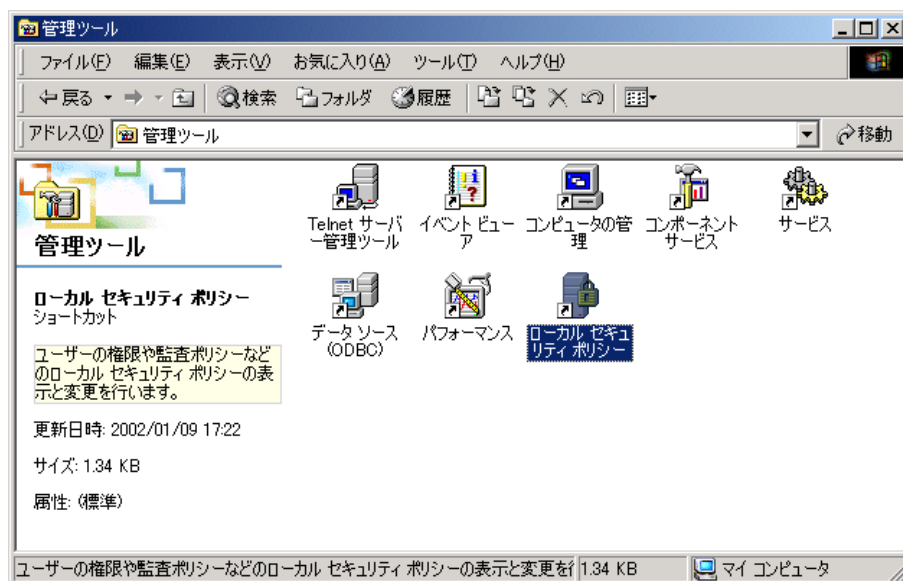 管理ツール
ファイル(F) 編集(E) 表示(V) お気に入り(A) ツール(T) ヘルプ(H)
戻る 検索 フォルダ 履歴
アドレス(D) 管理ツール 移動
管理ツール
ローカル セキュリティ ポリシー
ショートカット
ユーザーの権限や監査ポリシーなど
のローカル セキュリティ ポリシーの表
示と変更を行います。
更新日時: 2002/01/09 17:22
サイズ: 1.34 KB
属性: (標準)
Telnet サーバ
ー管理ツール
イベント ビュー
ア
コンピュータの管
理
コンポーネント
サービス
サービス
データ ソース
(ODBC)
パフォーマンス
ローカル セキュ
リティ ポリシー
ユーザーの権限や監査ポリシーなどのローカル セキュリティ ポリシーの表示と変更を行 1.34 KB マイ コンピュータ